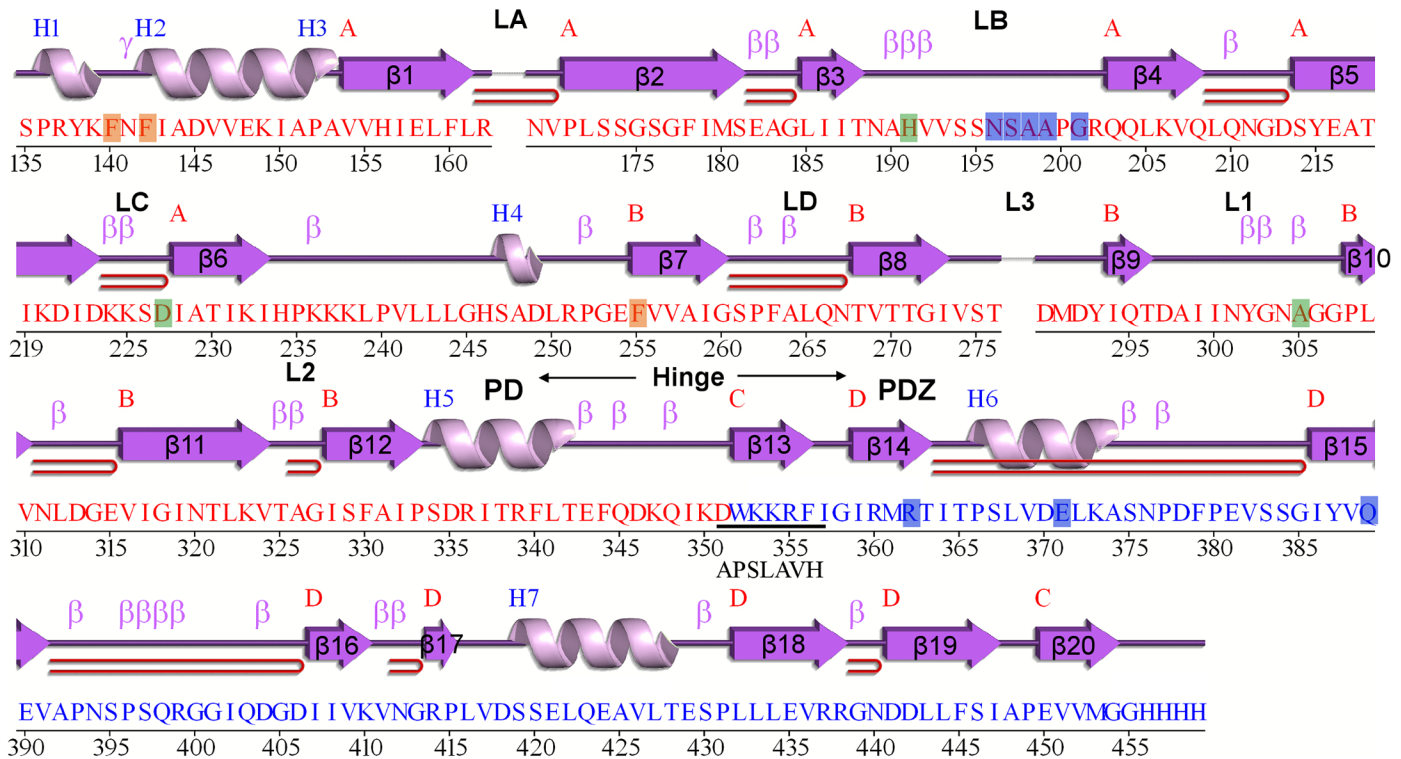 LA LB
H1 H2 H3 A A A A A
γ ββ βββ β
β1 β2 β3 β4 β5
SPRYKFNFIADVVEKIAPAVVHIELFLR NVPLSSGSGFIMSEAGLIITNAHVVSSNSAAPGRQQLKVQLQNGDSYEAT
135 140 145 150 155 160 175 180 185 190 195 200 205 210 215
LC LD L3 L1
A H4 B B B B
ββ β β β β ββ β
β6 β7 β8 β9 β10
IKDIDKKSDIATIKIHPKKKLPVLLLGHSADLRPGEFVVAIGSPFALQNTVTTGIVST DMDYIQTDAIINYGNAGGPL
219 225 230 235 240 245 250 255 260 265 270 275 295 300 305
L2 PD Hinge PDZ
B B H5 C D H6 D
β ββ β β β β β
β11 β12 β13 β14 β15
VNLDGEVIGINTLKVTAGISFAIPSDRITRFLTEFQDKQIKDWKKRFIGIRMRTITPSLVDELKASNPDFPEVSSGIYVQ
310 315 320 325 330 335 340 345 350 355 360 365 370 375 380 385
APSLAVH
D D H7 D D C
β ββββ β ββ β β
β16 β17 β18 β19 β20
EVAPNSPSQRGGIQDGDIIVKVNGRPLVDSSELQEAVLTESPLLLEVRRGNDDLLFSIAPEVVMGGHHHH
390 395 400 405 410 415 420 425 430 435 440 445 450 455